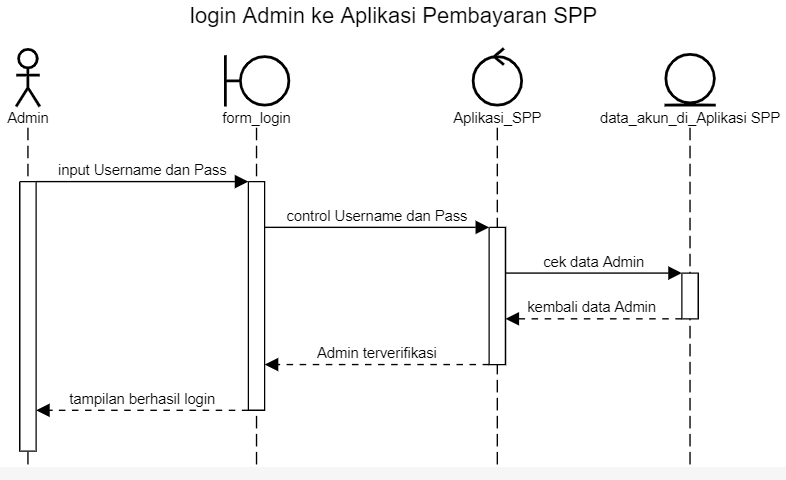 login Admin ke Aplikasi Pembayaran SPP
Admin
form_login
Aplikasi_SPP
data_akun_di_Aplikasi SPP
input Username dan Pass
control Username dan Pass
cek data Admin
kembali data Admin
Admin terverifikasi
tampilan berhasil login